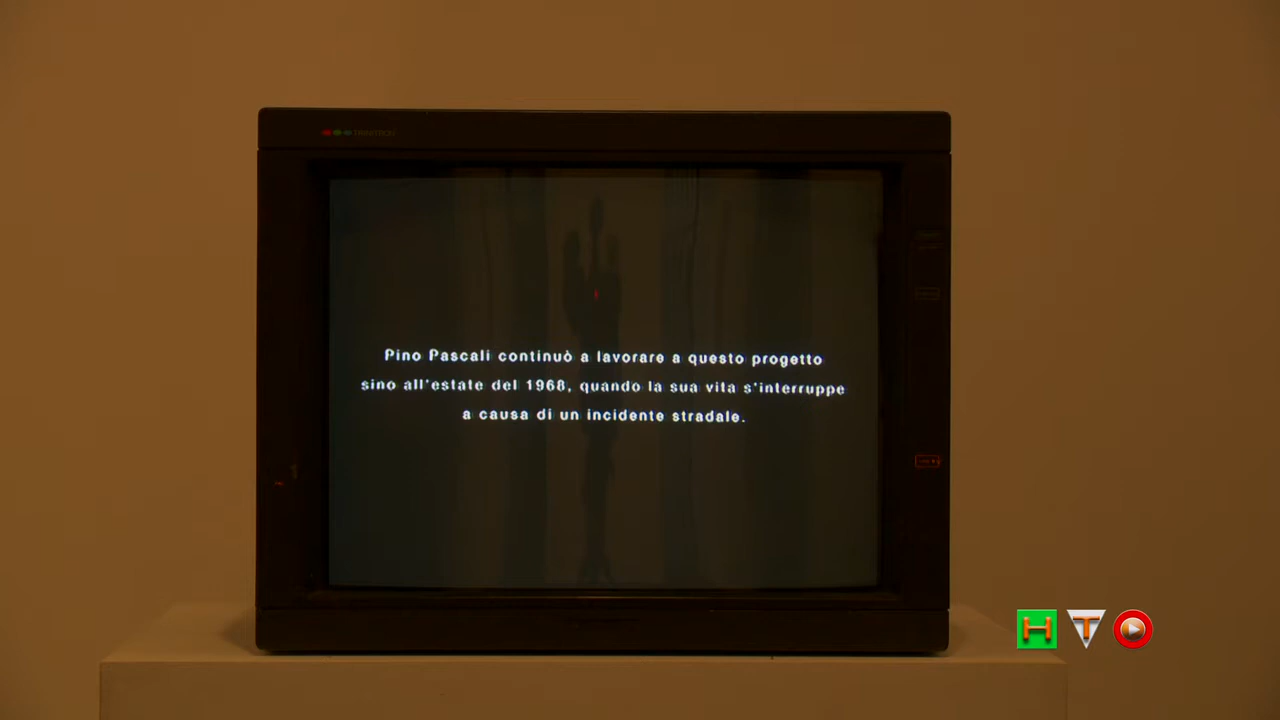 Pino Pascali continuò a lavorare a questo progetto
sino all'estate del 1968, quando la sua vita s'interruppe
a causa di un incidente stradale.
H T